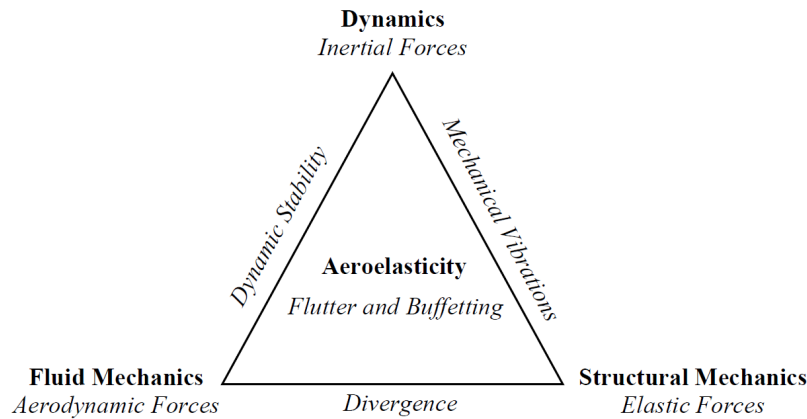 Dynamics
Inertial Forces
Dynamic Stability
Mechanical Vibrations
Aeroelasticity
Flutter and Buffetting
Fluid Mechanics
Aerodynamic Forces
Divergence
Structural Mechanics
Elastic Forces